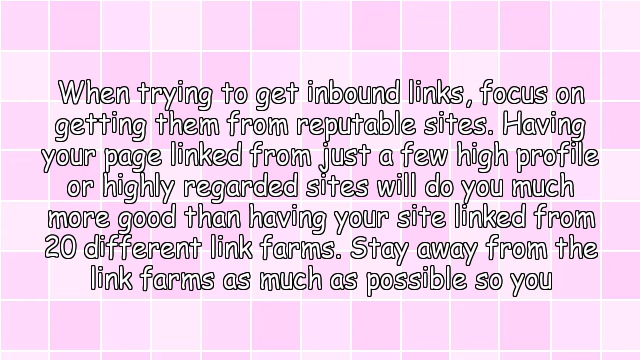 When trying to get inbound links, focus on
getting them from reputable sites. Having
your page linked from just a few high profile
or highly regarded sites will do you much
more good than having your site linked from
20 different link farms. Stay away from the
link farms as much as possible so you